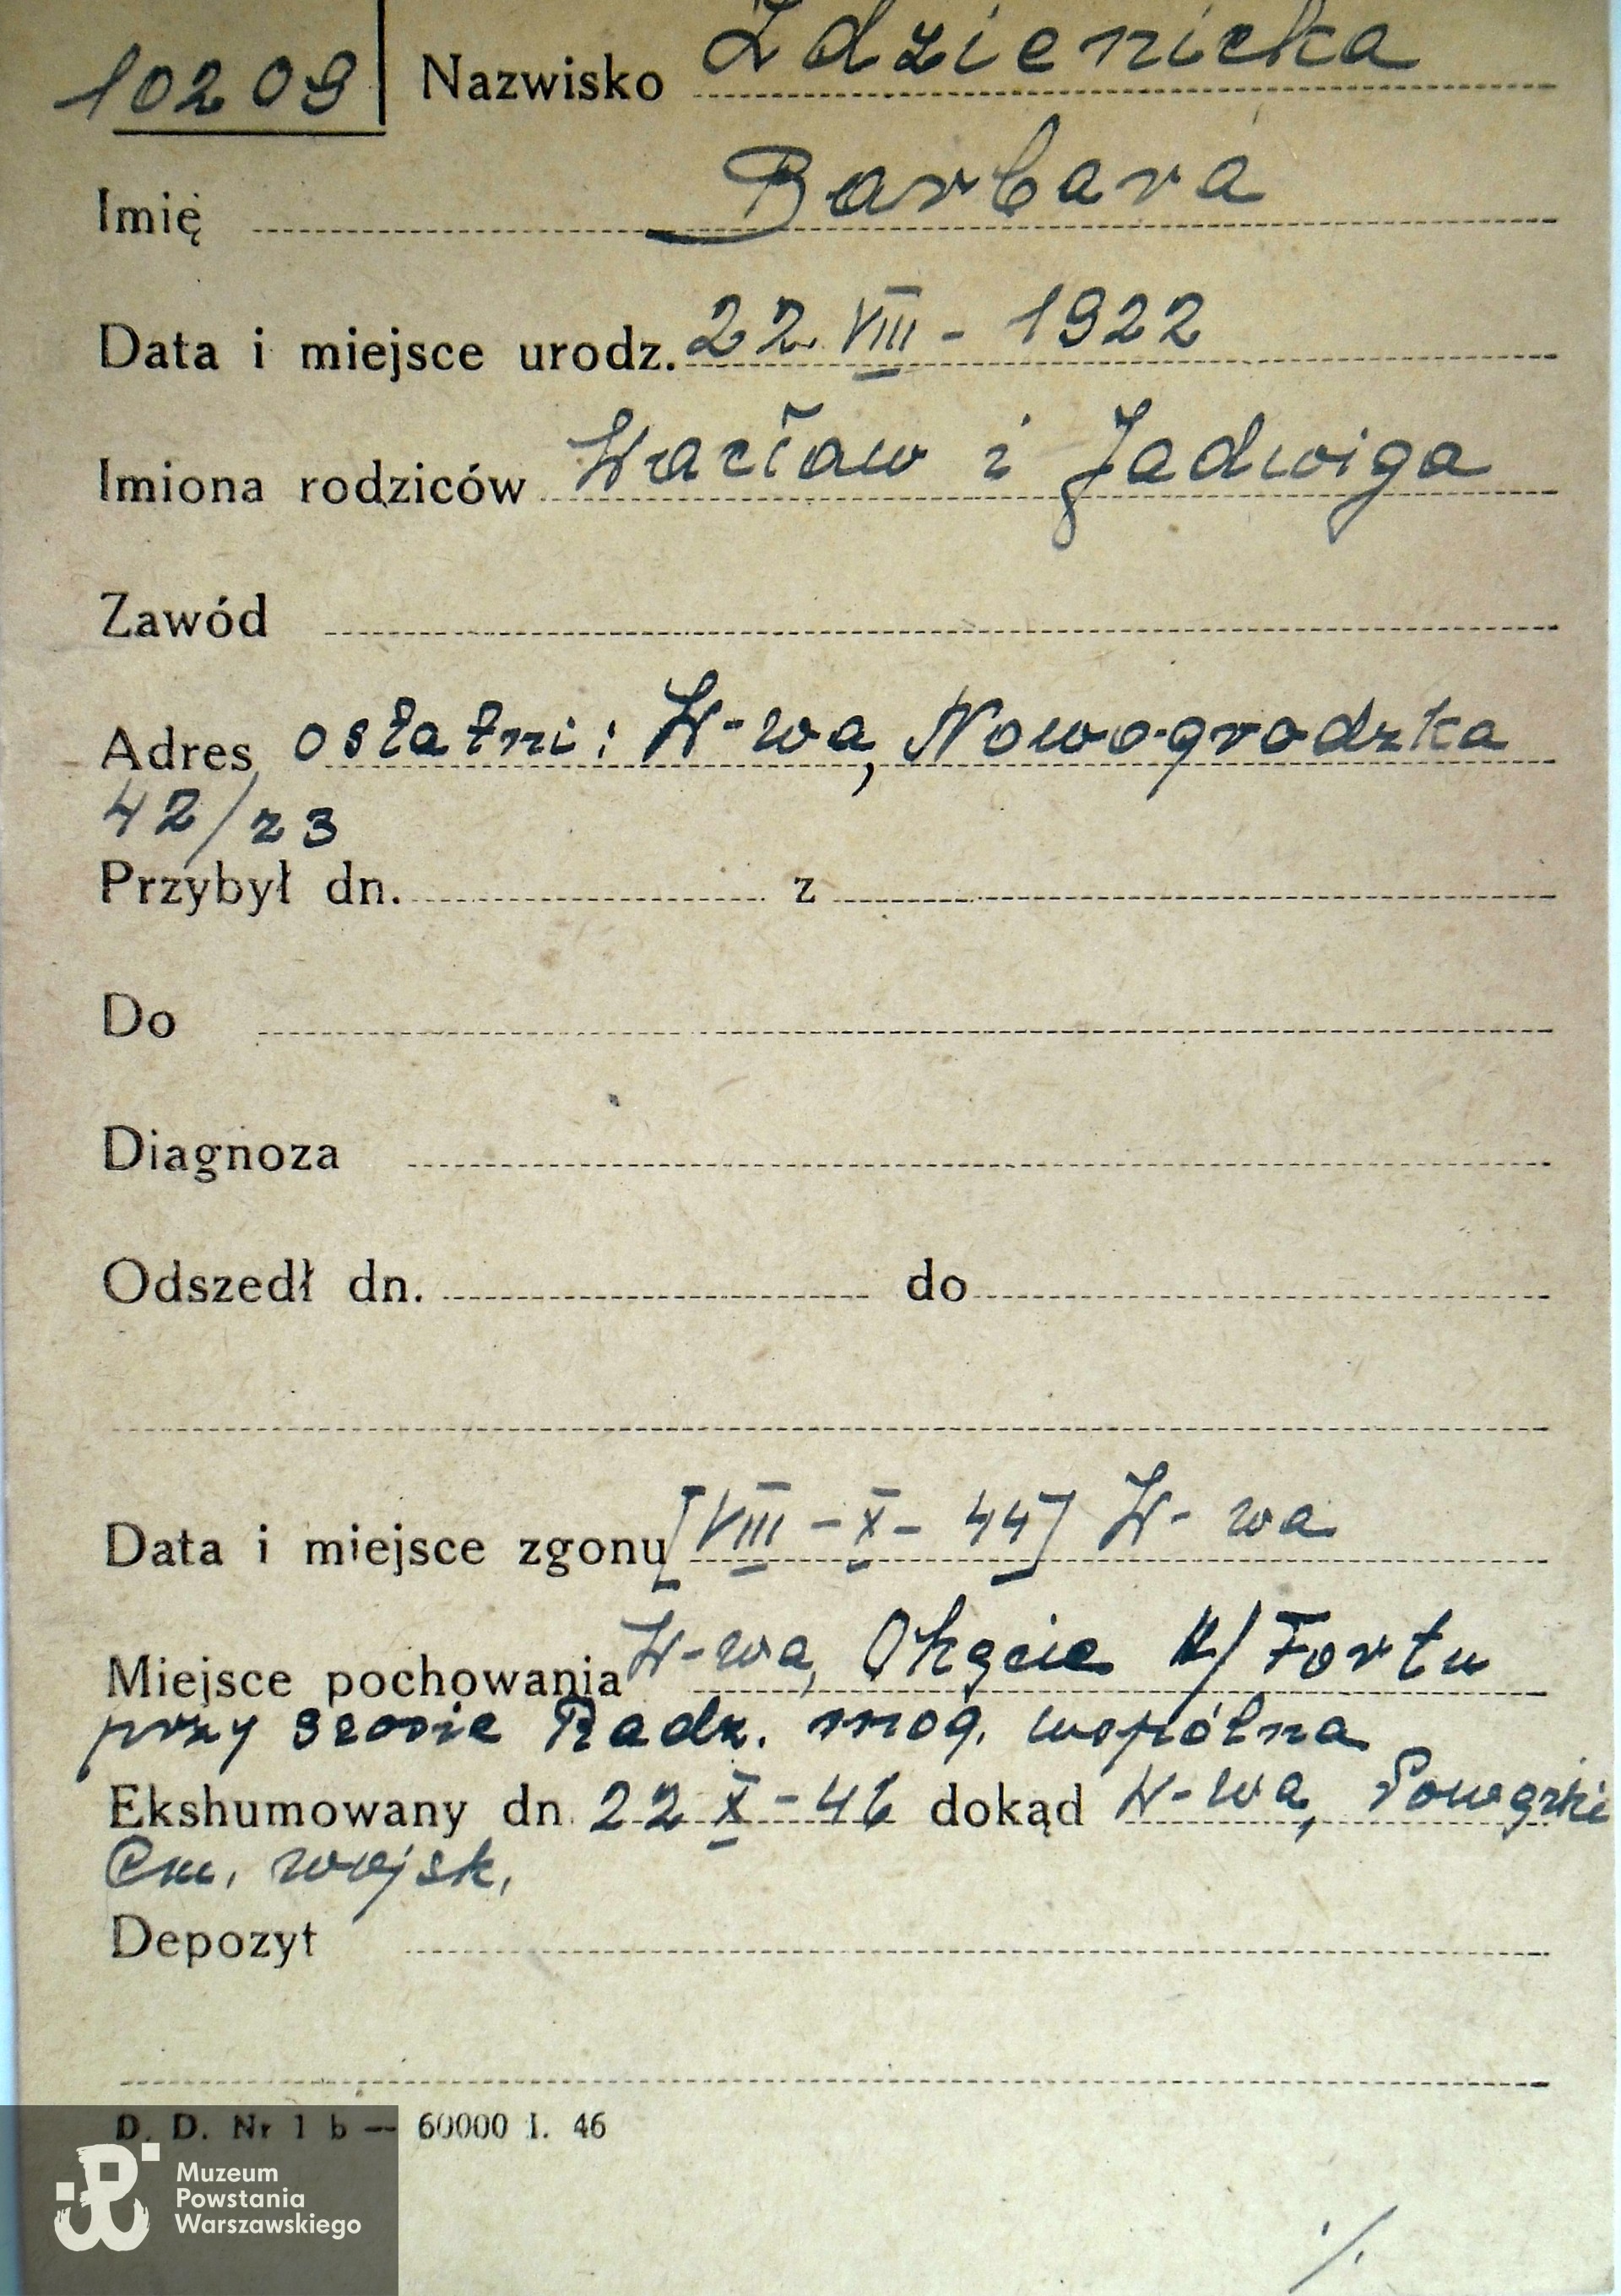 10209 Nazwisko Zdzienicka
Imię Barbara
Data i miejsce urodz. 22 VIII - 1922
Imiona rodziców Wacław i Jadwiga
Zawód
Adres ostatni: W-wa, Nowogrodzka
42/23
Przybył dn. z
Do
Diagnoza
Odszedł dn. do
Data i miejsce zgonu [VIII - X - 44] W-wa
Miejsce pochowania W-wa, Okęcie Fortu
przy szosie Radz. mog. wspólna
Ekshumowany dn. 22 X - 46 dokąd W-wa, Powązki
Cm. wojsk.
Depozyt
D. D. Nr 1 b — 60000 I. 46
Muzeum
Powstania
Warszawskiego
./.